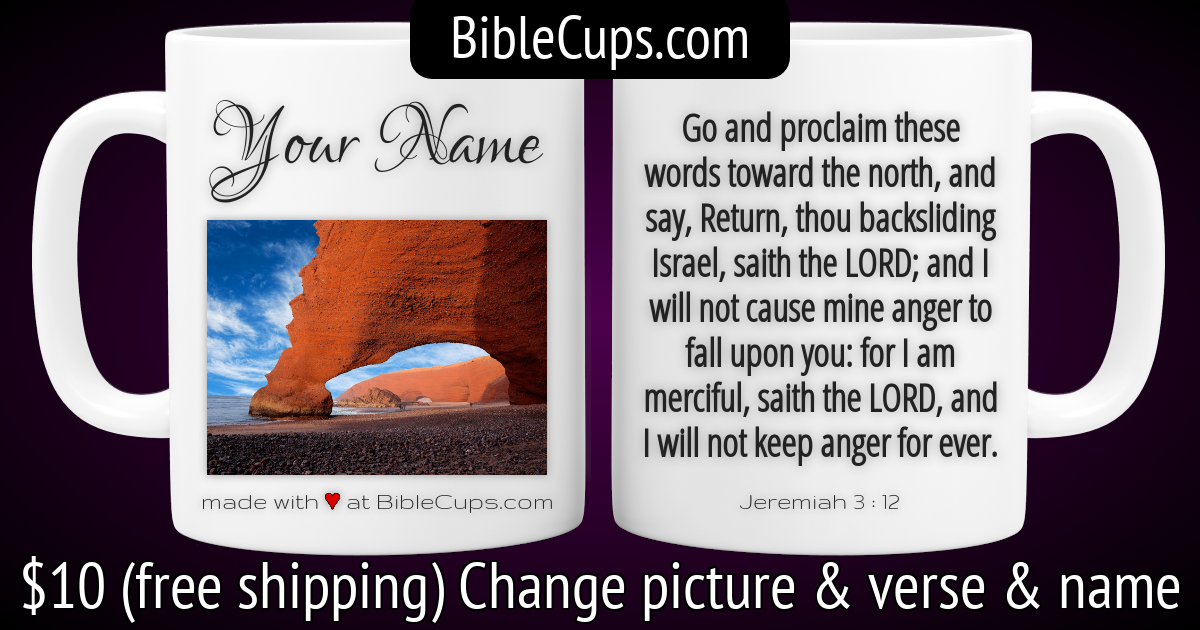 BibleCups.com
Your Name
made with ♥ at BibleCups.com
Go and proclaim these
words toward the north, and
say, Return, thou backsliding
Israel, saith the LORD; and I
will not cause mine anger to
fall upon you: for I am
merciful, saith the LORD, and
I will not keep anger for ever.
Jeremiah 3 : 12
$10 (free shipping) Change picture & verse & name